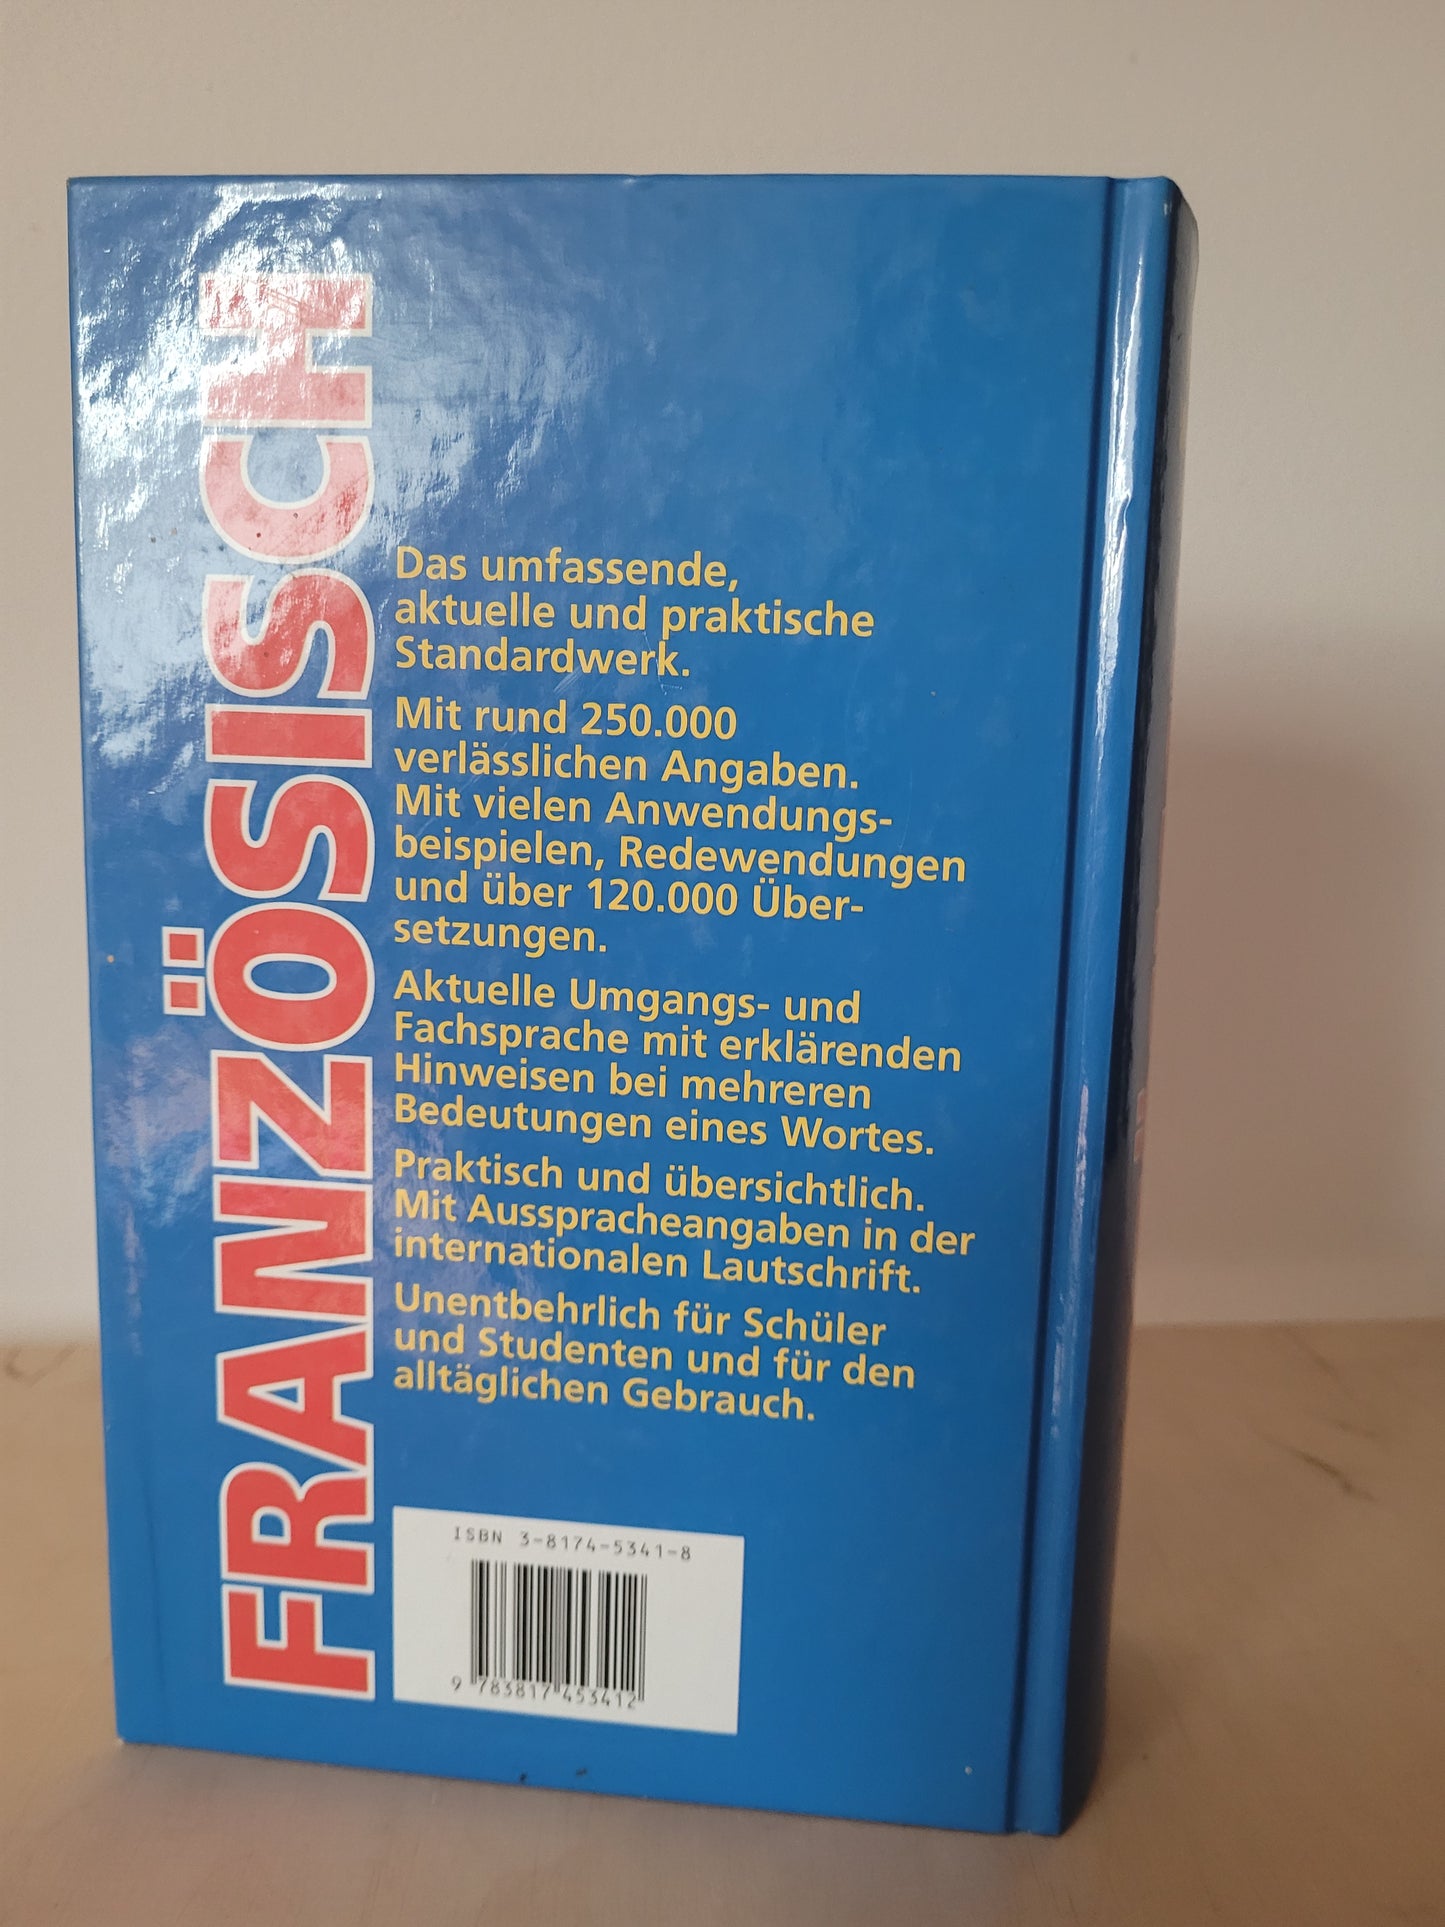 FRANZÖSISCH
Das umfassende,
aktuelle und praktische
Standardwerk.
Mit rund 250.000
verlässlichen Angaben.
Mit vielen Anwendungs-
beispielen, Redewendungen
und über 120.000 Über-
setzungen.
Aktuelle Umgangs- und
Fachsprache mit erklärenden
Hinweisen bei mehreren
Bedeutungen eines Wortes.
Praktisch und übersichtlich.
Mit Ausspracheangaben in der
internationalen Lautschrift.
Unentbehrlich für Schüler
und Studenten und für den
alltäglichen Gebrauch.
ISBN 3-8174-5341-8
9 783817 453412